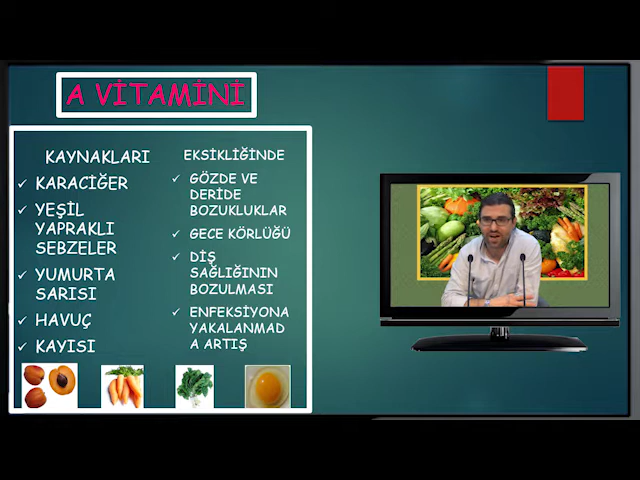 A VİTAMİNİ
KAYNAKLARI
KARACİĞER
YEŞİL
YAPRAKLI
SEBZELER
YUMURTA
SARISI
HAVUÇ
KAYISI
EKSİKLİĞİNDE
GÖZDE VE
DERİDE
BOZUKLUKLAR
GECE KÖRLÜĞÜ
DİŞ
SAĞLIĞININ
BOZULMASI
ENFEKSİYONA
YAKALANMAD
A ARTIŞ